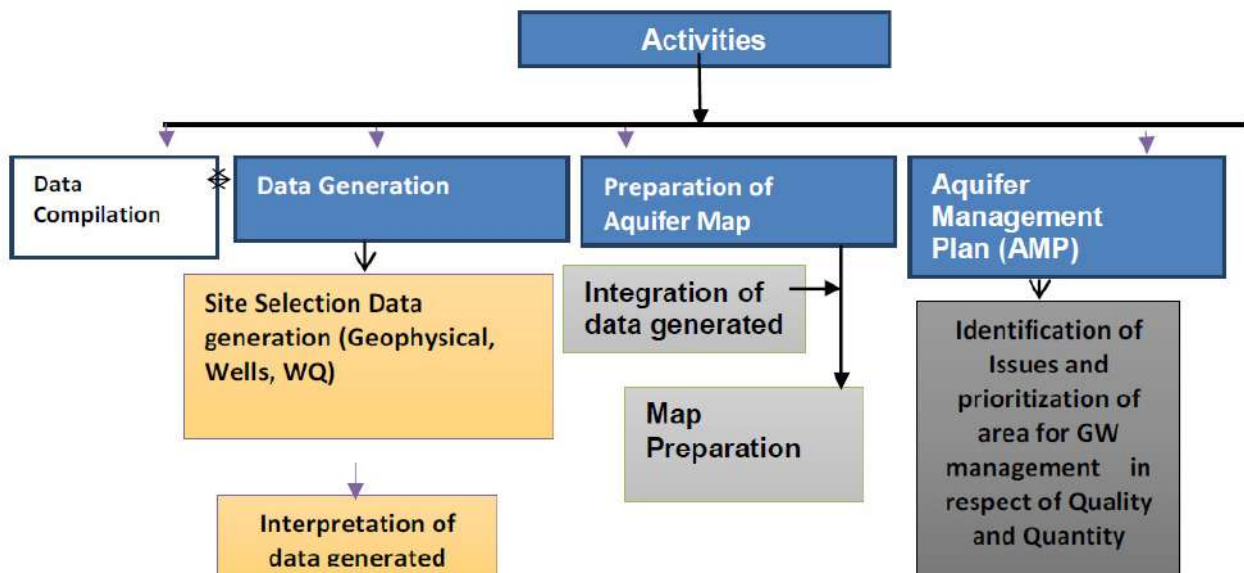 Activities
Data
Compilation
Data Generation
Preparation of
Aquifer Map
Aquifer
Management
Plan (AMP)
Site Selection Data
generation (Geophysical,
Wells, WQ)
Interpretation of
data generated
Integration of
data generated
Map
Preparation
Identification of
Issues and
prioritization of
area for GW
management in
respect of Quality
and Quantity